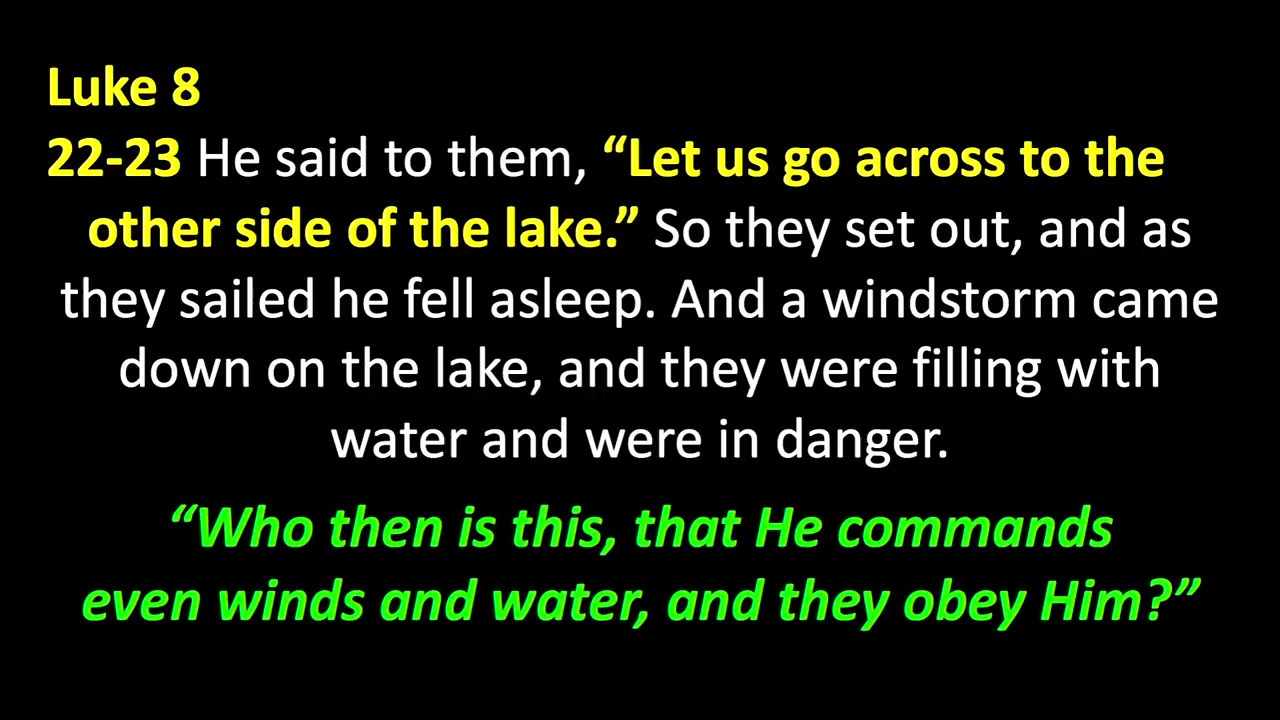 Luke 8
22-23 He said to them, “Let us go across to the
other side of the lake.” So they set out, and as
they sailed he fell asleep. And a windstorm came
down on the lake, and they were filling with
water and were in danger.
“Who then is this, that He commands
even winds and water, and they obey Him?”